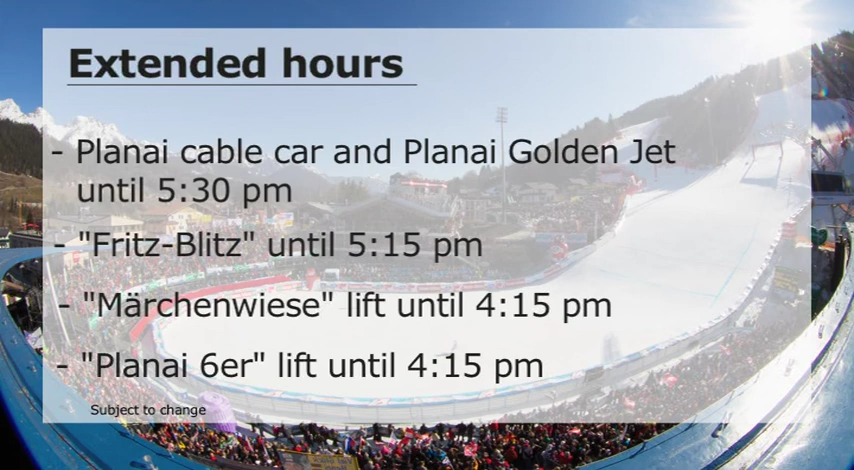 Extended hours
- Planai cable car and Planai Golden Jet
until 5:30 pm
- "Fritz-Blitz" until 5:15 pm
- "Märchenwiese" lift until 4:15 pm
- "Planai 6er" lift until 4:15 pm
Subject to change